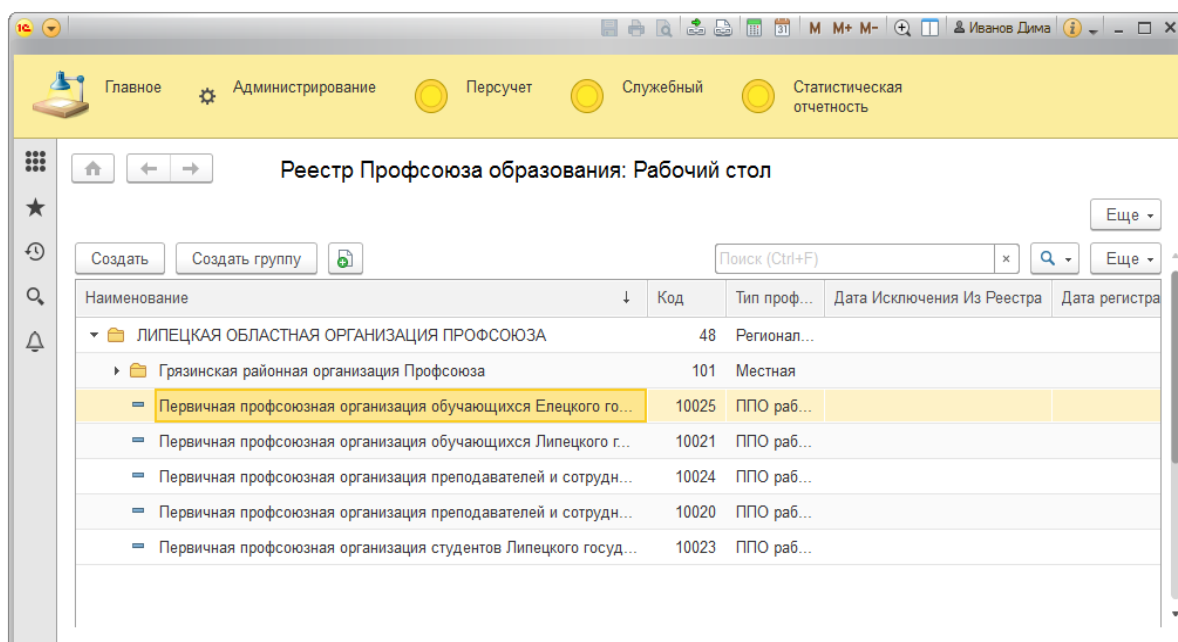 1С M M+ M- Иванов Дима
31
Главное Администрирование Персучет Служебный Статистическая
отчетность
Реестр Профсоюза образования: Рабочий стол
Еще
Создать Создать группу Поиск (Ctrl+F) × Еще
Наименование ↓ Код Тип проф... Дата Исключения Из Реестра Дата регистра
ЛИПЕЦКАЯ ОБЛАСТНАЯ ОРГАНИЗАЦИЯ ПРОФСОЮЗА 48 Регионал...
Грязинская районная организация Профсоюза 101 Местная
Первичная профсоюзная организация обучающихся Елецкого го... 10025 ППО раб...
Первичная профсоюзная организация обучающихся Липецкого г... 10021 ППО раб...
Первичная профсоюзная организация преподавателей и сотрудн... 10024 ППО раб...
Первичная профсоюзная организация преподавателей и сотрудн... 10020 ППО раб...
Первичная профсоюзная организация студентов Липецкого госуд... 10023 ППО раб...